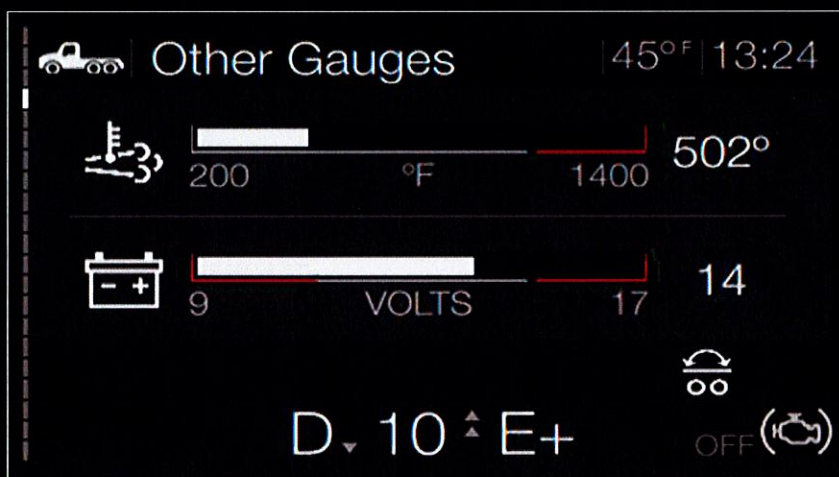 Other Gauges 45°F 13:24
200 °F 1400 502°
9 VOLTS 17 14
D 10 E+
OFF